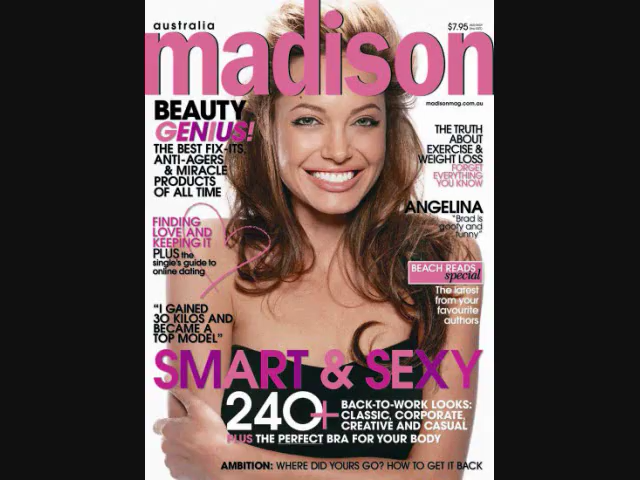 australia
madison
$7.95
madisonmag.com.au
BEAUTY
GENIUS!
THE BEST FIX-ITS,
ANTI-AGERS
& MIRACLE
PRODUCTS
OF ALL TIME
THE TRUTH
ABOUT
EXERCISE &
WEIGHT LOSS
FORGET
EVERYTHING
YOU KNOW
ANGELINA
"Brad is
goofy and
funny"
FINDING
LOVE AND
KEEPING IT
PLUS the
single's guide to
online dating
BEACH READS
special
The latest
from your
favourite
authors
"I GAINED
30 KILOS AND
BECAME A
TOP MODEL"
SMART & SEXY
240+
BACK-TO-WORK LOOKS:
CLASSIC, CORPORATE,
CREATIVE AND CASUAL
PLUS THE PERFECT BRA FOR YOUR BODY
AMBITION: WHERE DID YOURS GO? HOW TO GET IT BACK